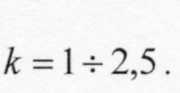 k = 1 ÷ 2,5 .